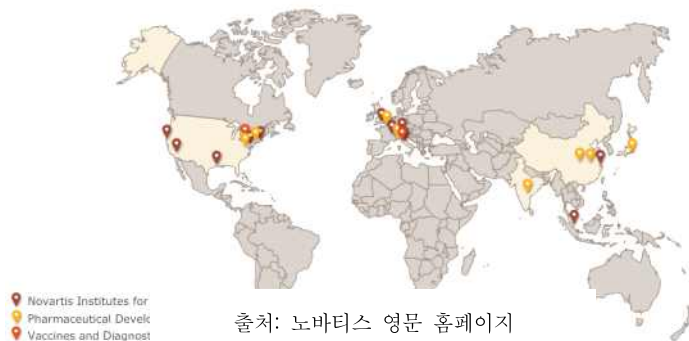 Novartis Institutes for
Pharmaceutical Develc
Vaccines and Diagnost
출처: 노바티스 영문 홈페이지